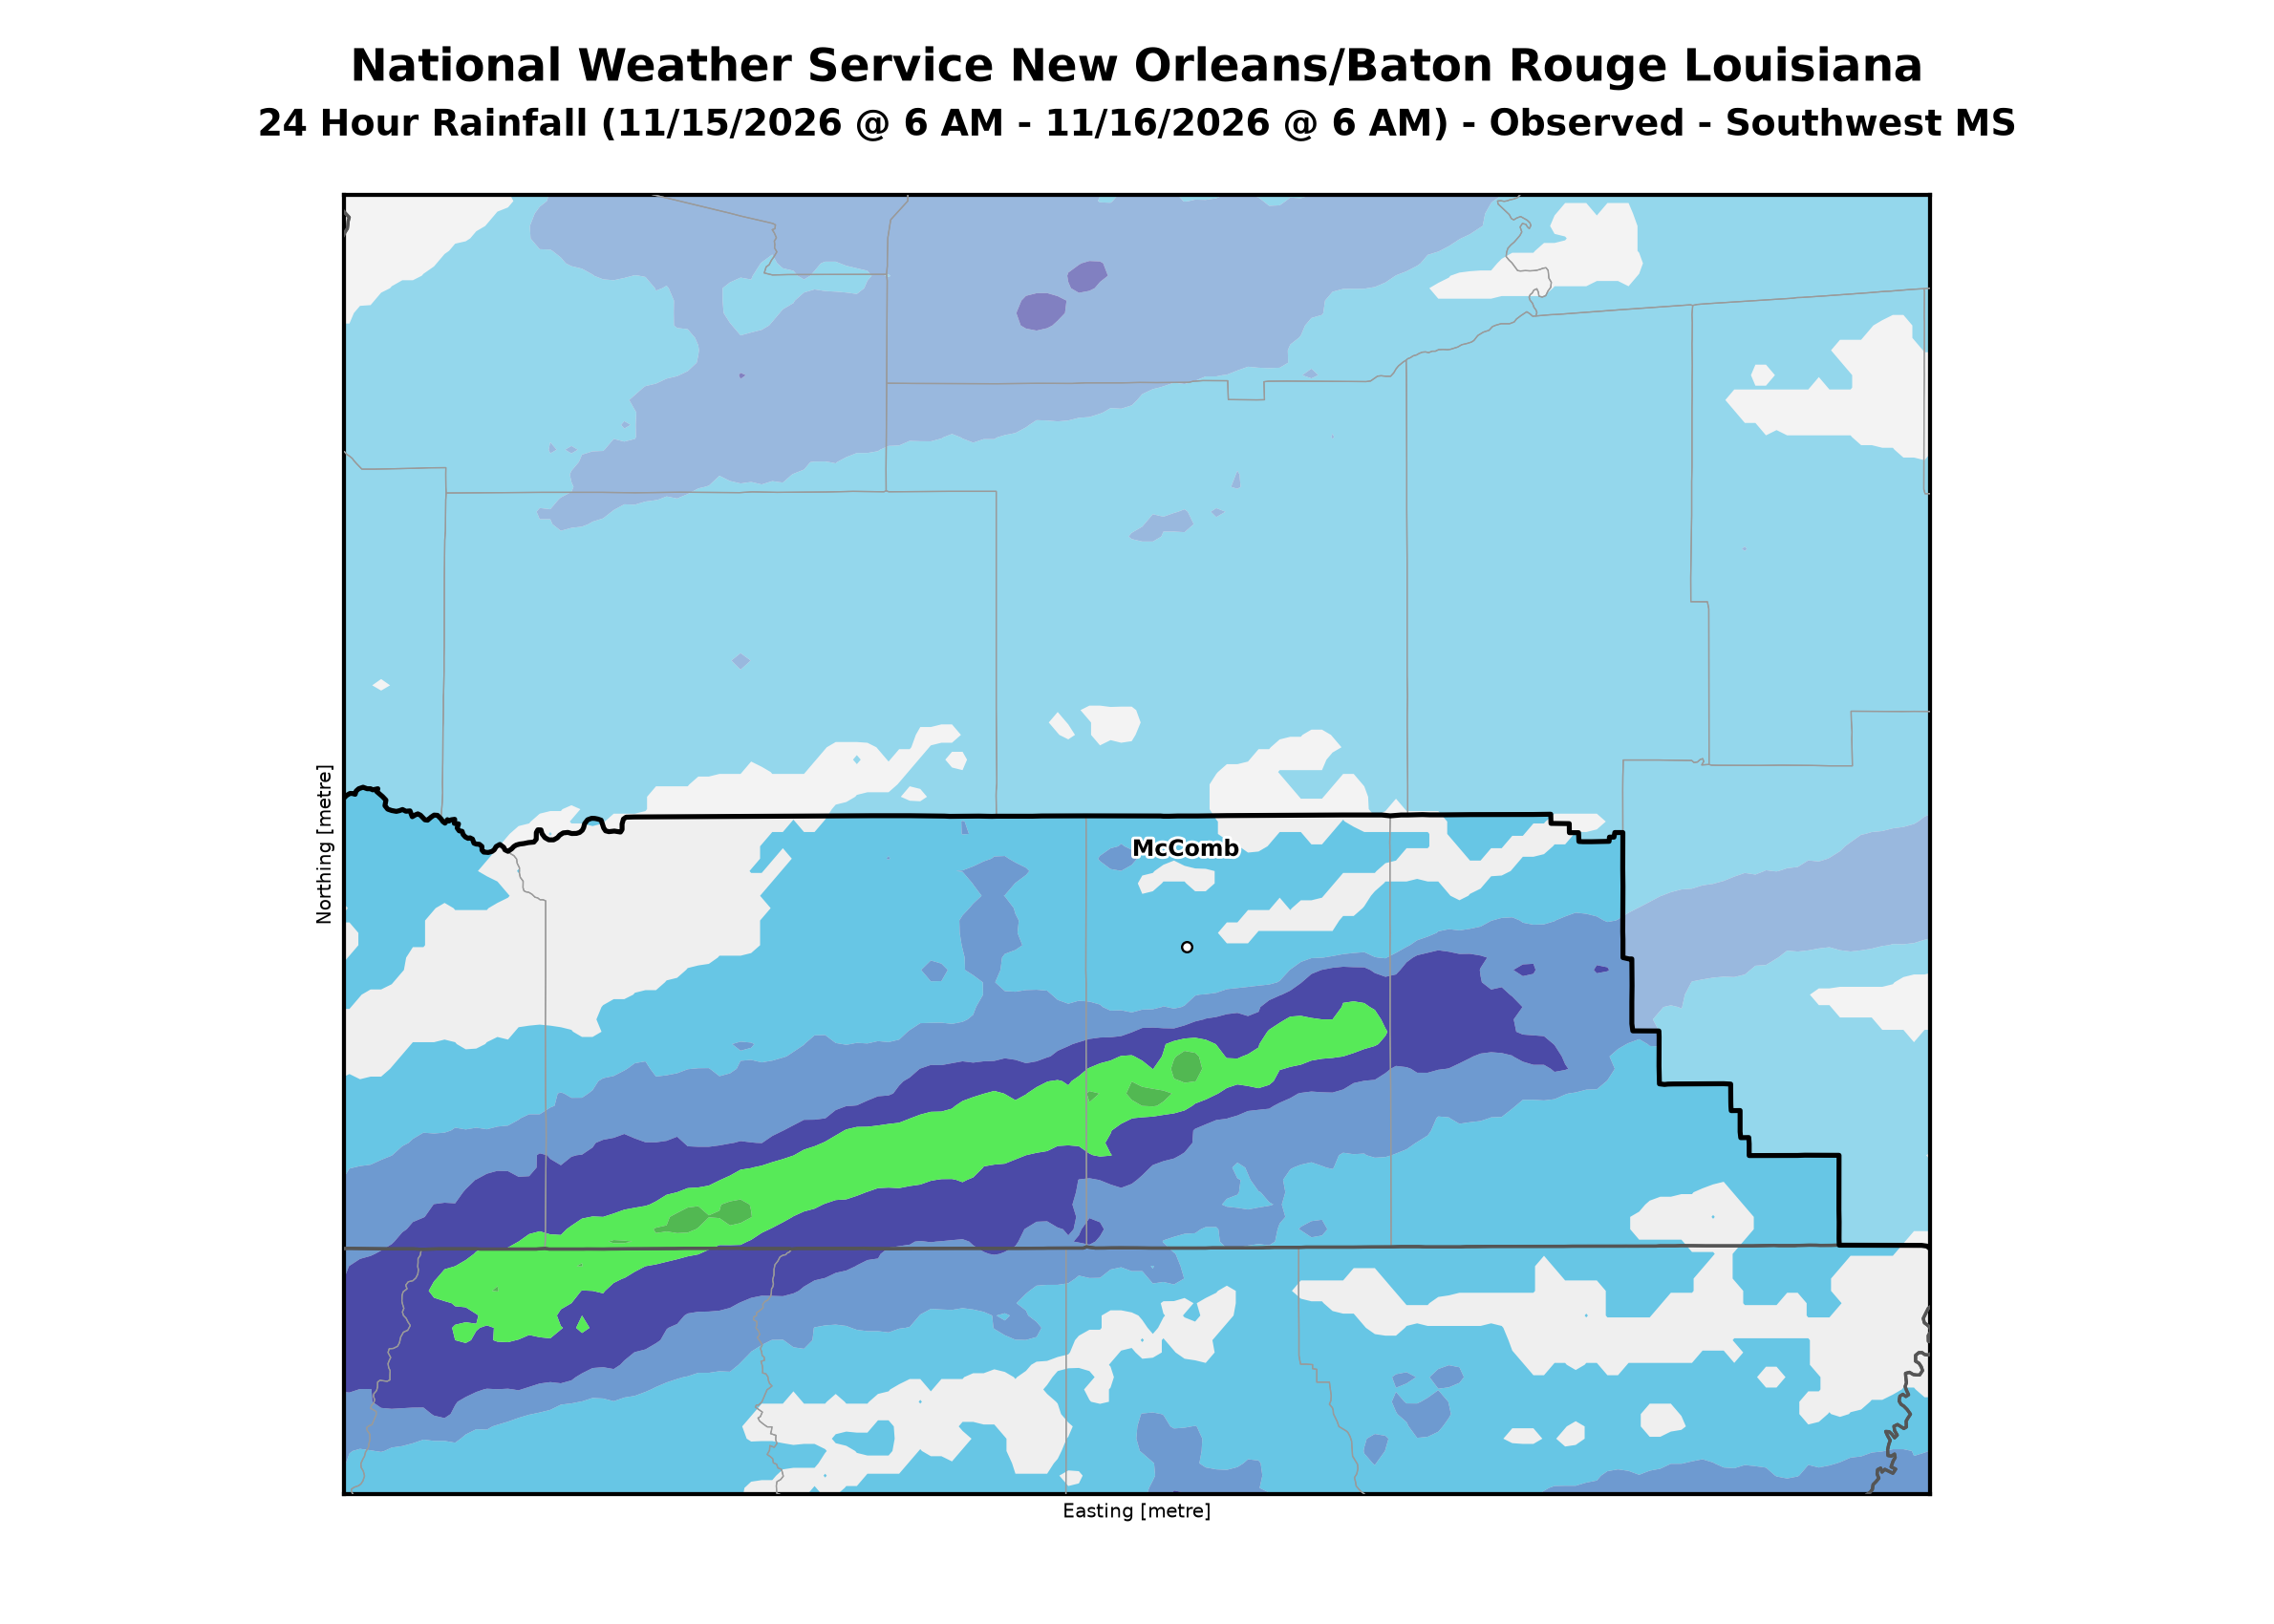 National Weather Service New Orleans/Baton Rouge Louisiana
24 Hour Rainfall (11/15/2026 @ 6 AM - 11/16/2026 @ 6 AM) - Observed - Southwest MS
Northing [metre]
McComb
Easting [metre]